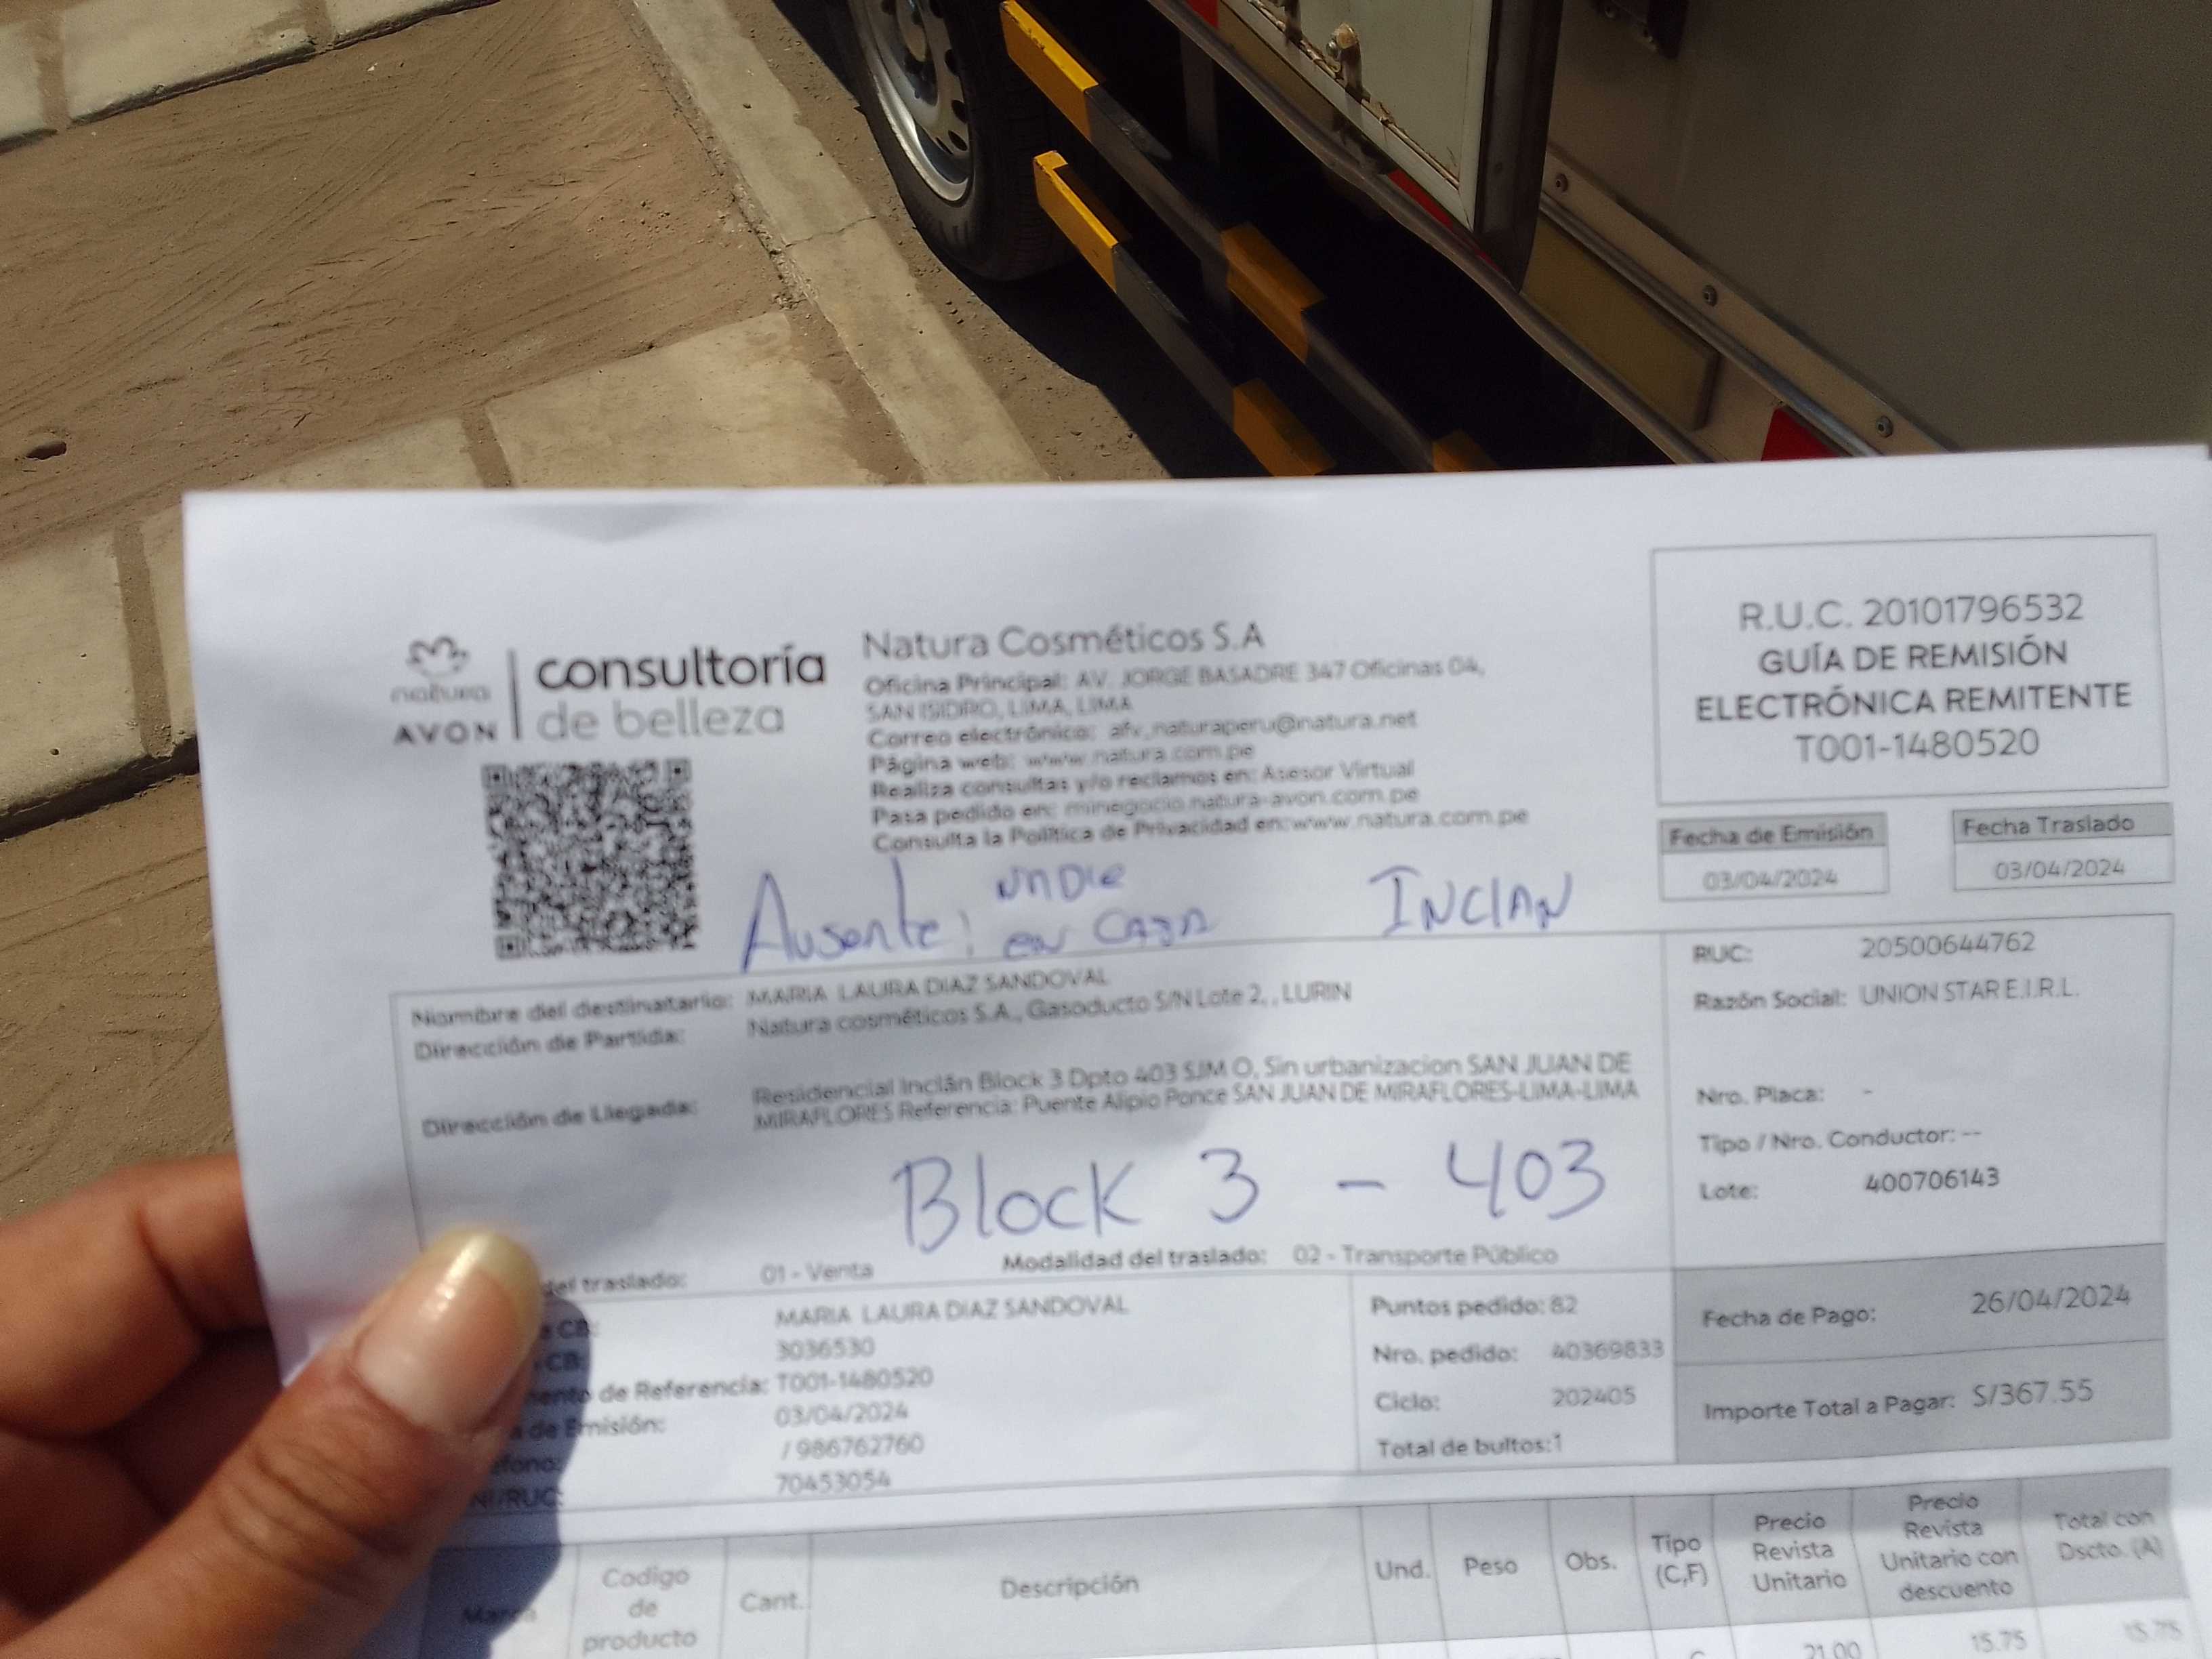 natura
AVON
consultoría
de belleza
Natura Cosméticos S.A
Oficina Principal: AV. JORGE BASADRE 347 Oficinas 04,
SAN ISIDRO, LIMA, LIMA
Correo electrónico: afv_naturaperu@natura.net
Página web: www.natura.com.pe
Realiza consultas y/o reclamos en: Asesor Virtual
Pasa pedido en: minegocio.natura-avon.com.pe
Consulta la Política de Privacidad en:www.natura.com.pe
R.U.C. 20101796532
GUÍA DE REMISIÓN
ELECTRÓNICA REMITENTE
T001-1480520
Fecha de Emisión
03/04/2024
Fecha Traslado
03/04/2024
Ausente:
en CASA
INCLAN
Nombre del destinatario: MARIA LAURA DIAZ SANDOVAL
Dirección de Partida: Natura cosméticos S.A., Gasoducto S/N Lote 2, , LURIN
Dirección de Llegada: Residencial Inclán Block 3 Dpto 403 SJM O, Sin urbanizacion SAN JUAN DE
MIRAFLORES Referencia: Puente Alipio Ponce SAN JUAN DE MIRAFLORES-LIMA-LIMA
Block 3 - 403
del traslado: 01 - Venta Modalidad del traslado: 02 - Transporte Público
RUC: 20500644762
Razón Social: UNION STAR E.I.R.L.
Nro. Placa: -
Tipo / Nro. Conductor: --
Lote: 400706143
CB: MARIA LAURA DIAZ SANDOVAL
CB: 3036530
de Referencia: T001-1480520
de Emisión: 03/04/2024
/ 986762760
/RUC: 70453054
Puntos pedido: 82
Nro. pedido: 40369833
Ciclo: 202405
Total de bultos:1
Fecha de Pago: 26/04/2024
Importe Total a Pagar: S/367.55
Marca
Codigo
de
producto
Cant.
Descripción
Und.
Peso
Obs.
Tipo
(C,F)
Precio
Revista
Unitario
Precio
Revista
Unitario con
descuento
Total con
Dscto. (A)
C
21.00
15.75
15.75